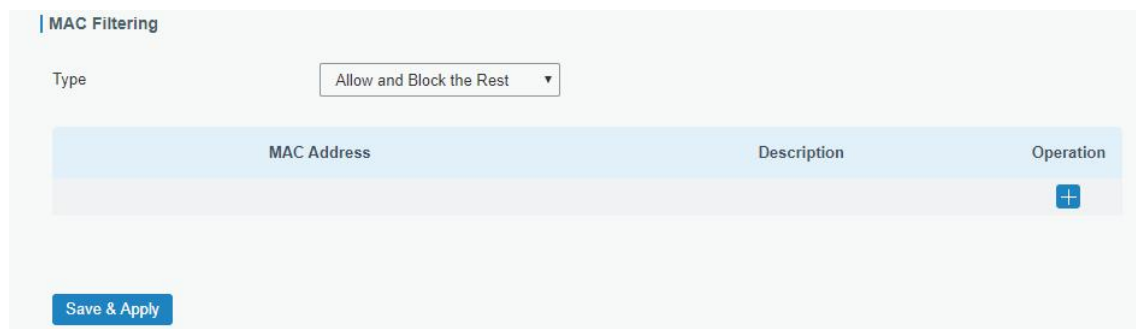 MAC Filtering
Type Allow and Block the Rest
MAC Address Description Operation
Save & Apply